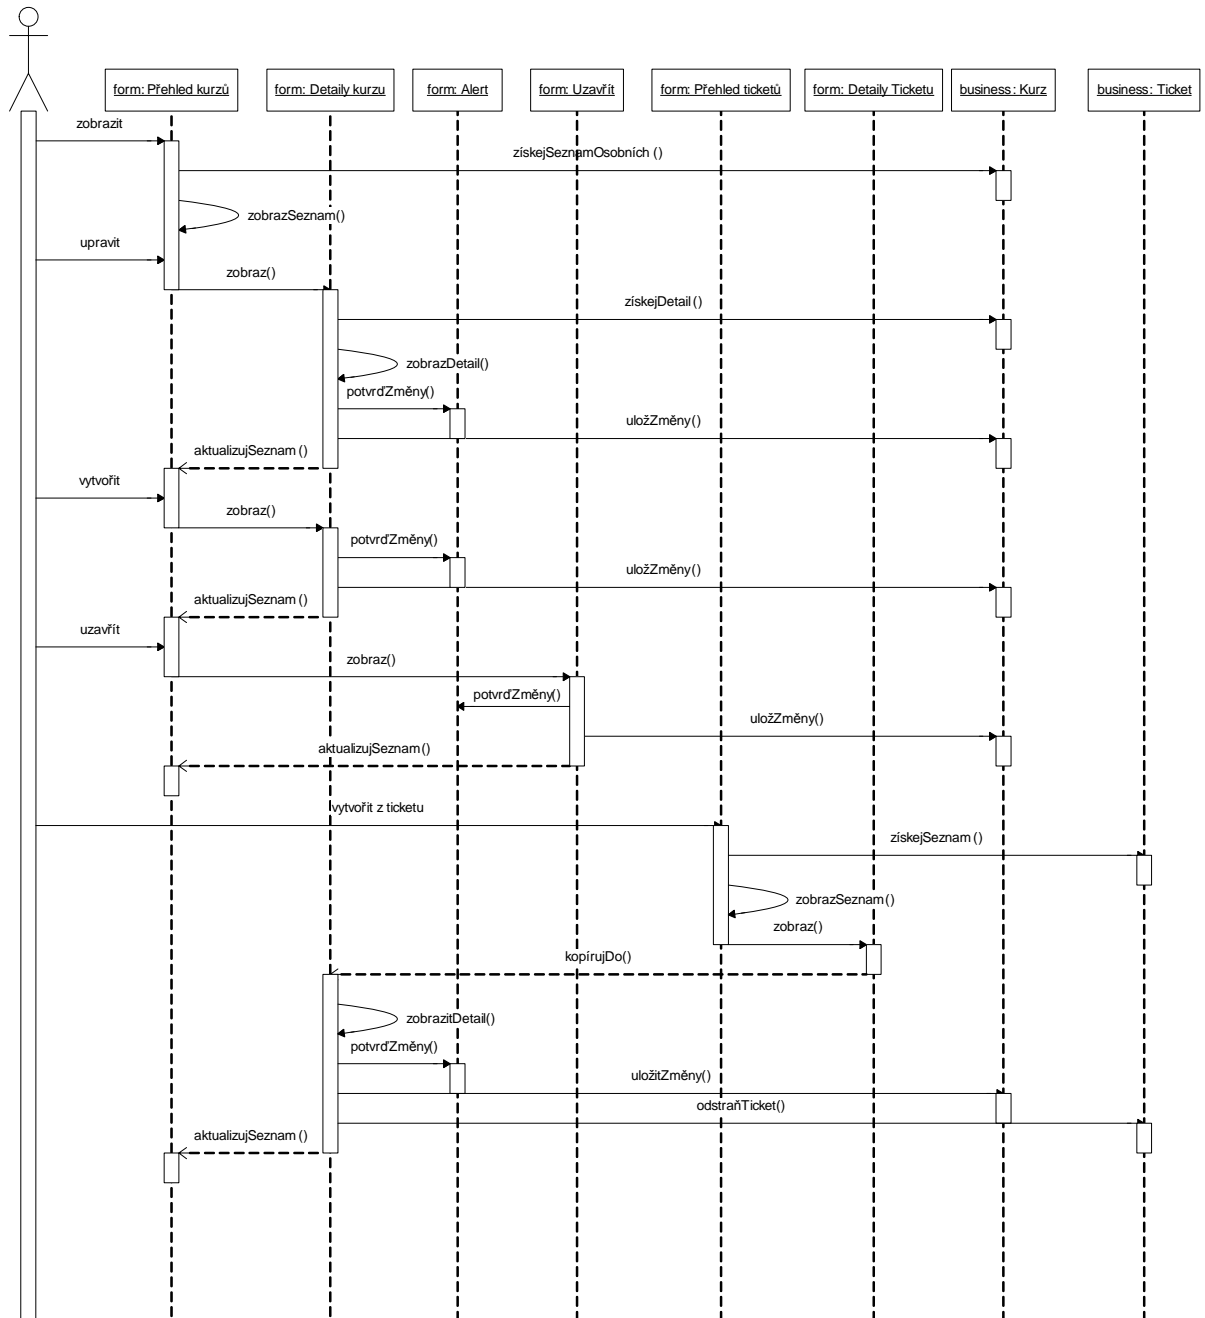 form: Přehled kurzů
form: Detaily kurzu
form: Alert
form: Uzavřít
form: Přehled ticketů
form: Detaily Ticketu
business: Kurz
business: Ticket
zobrazit
získejSeznamOsobních ()
zobrazSeznam()
upravit
zobraz()
získejDetail ()
zobrazDetail()
potvrďZměny()
uložZměny()
aktualizujSeznam ()
vytvořit
zobraz()
potvrďZměny()
uložZměny()
aktualizujSeznam ()
uzavřít
zobraz()
potvrďZměny()
uložZměny()
aktualizujSeznam ()
vytvořit z ticketu
získejSeznam ()
zobrazSeznam ()
zobraz()
kopírujDo()
zobrazitDetail()
potvrďZměny()
uložitZměny()
odstraňTicket()
aktualizujSeznam ()